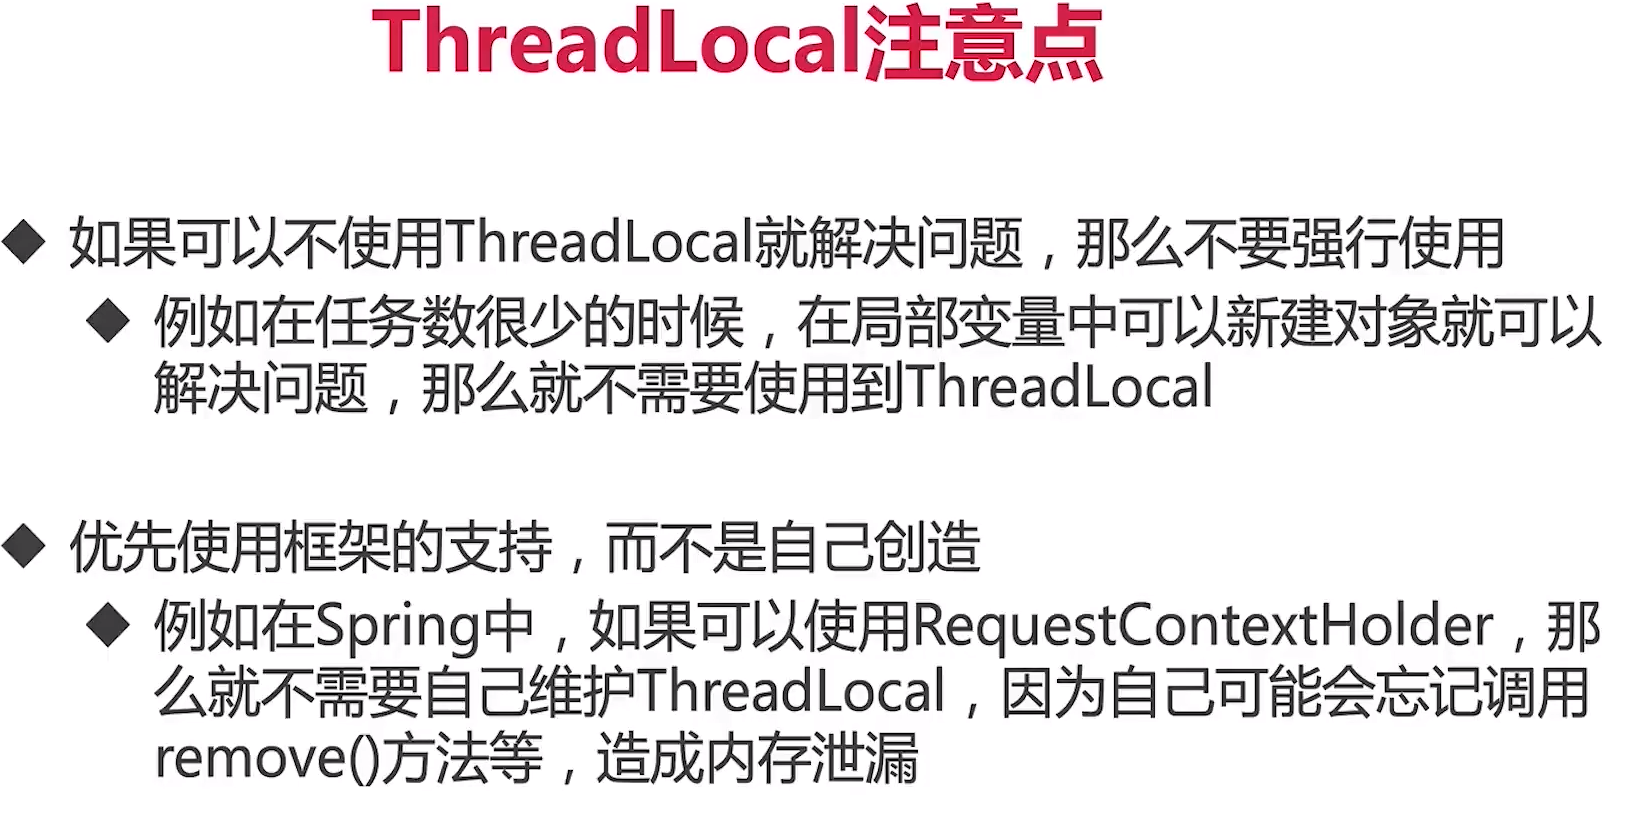 ThreadLocal注意点
如果可以不使用ThreadLocal就解决问题，那么不要强行使用
例如在任务数很少的时候，在局部变量中可以新建对象就可以
解决问题，那么就不需要使用到ThreadLocal
优先使用框架的支持，而不是自己创造
例如在Spring中，如果可以使用RequestContextHolder，那
么就不需要自己维护ThreadLocal，因为自己可能会忘记调用
remove()方法等，造成内存泄漏